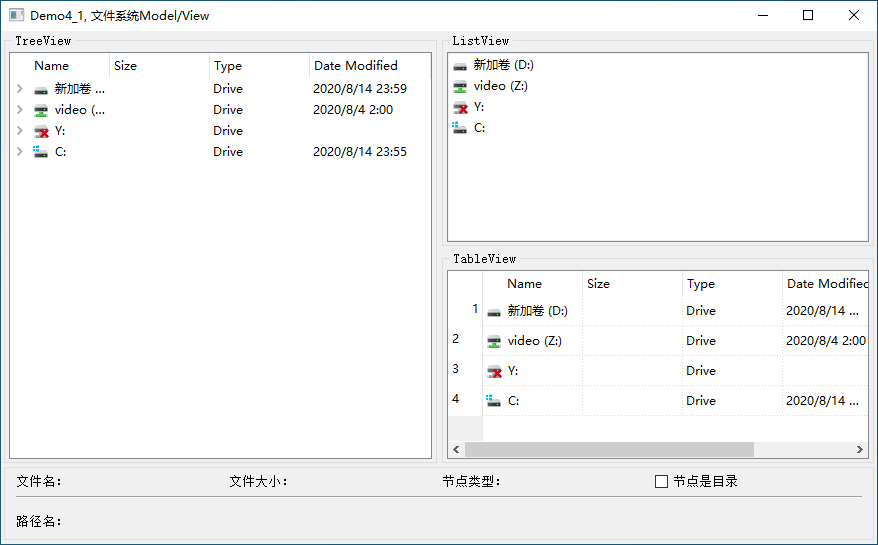 Demo4_1, 文件系统Model/View
TreeView
Name Size Type Date Modified
新加卷 ... Drive 2020/8/14 23:59
video (... Drive 2020/8/4 2:00
Y: Drive
C: Drive 2020/8/14 23:55
ListView
新加卷 (D:)
video (Z:)
Y:
C:
TableView
Name Size Type Date Modified
1 新加卷 (D:) Drive 2020/8/14 ...
2 video (Z:) Drive 2020/8/4 2:00
3 Y: Drive
4 C: Drive 2020/8/14 ...
文件名： 文件大小： 节点类型： 节点是目录
路径名：